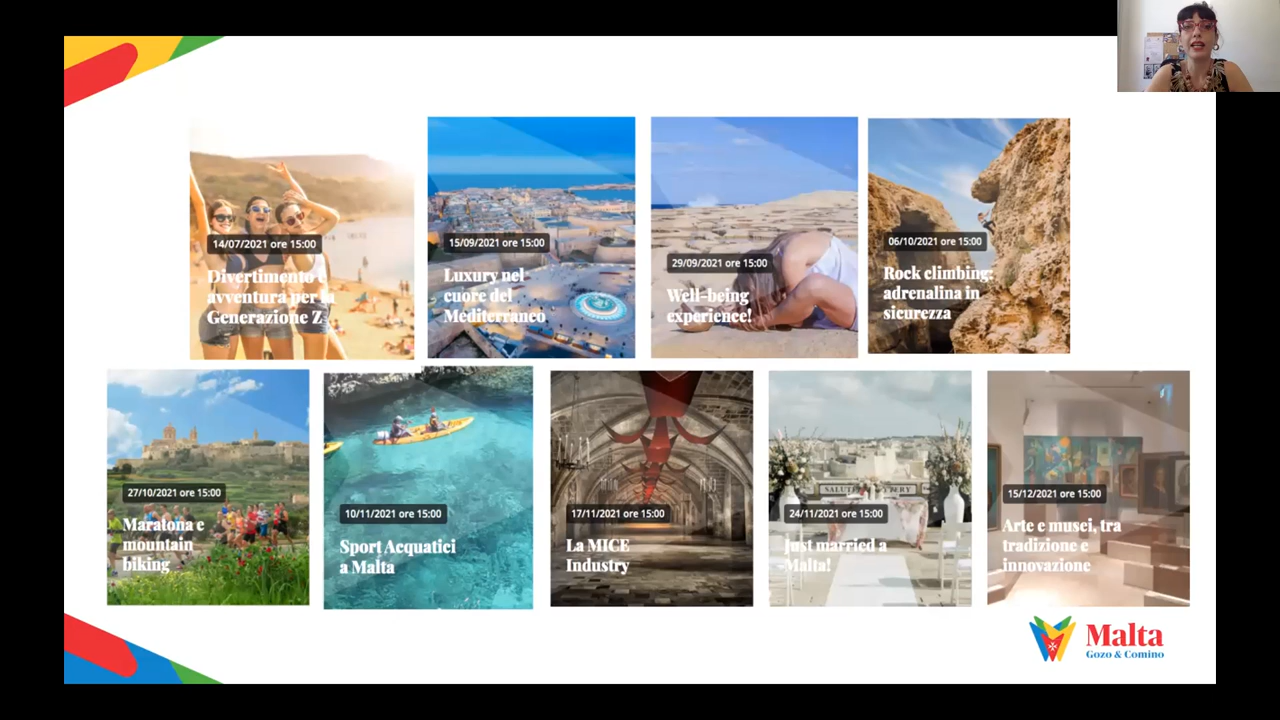 14/07/2021 ore 15:00
Divertimento e
avventura per la
Generazione Z
15/09/2021 ore 15:00
Luxury nel
cuore del
Mediterraneo
29/09/2021 ore 15:00
Well-being
experience!
06/10/2021 ore 15:00
Rock climbing:
adrenalina in
sicurezza
27/10/2021 ore 15:00
Maratona e
mountain
biking
10/11/2021 ore 15:00
Sport Acquatici
a Malta
17/11/2021 ore 15:00
La MICE
Industry
SALUTE
24/11/2021 ore 15:00
Just married a
Malta!
15/12/2021 ore 15:00
Arte e musei, tra
tradizione e
innovazione
Malta
Gozo & Comino